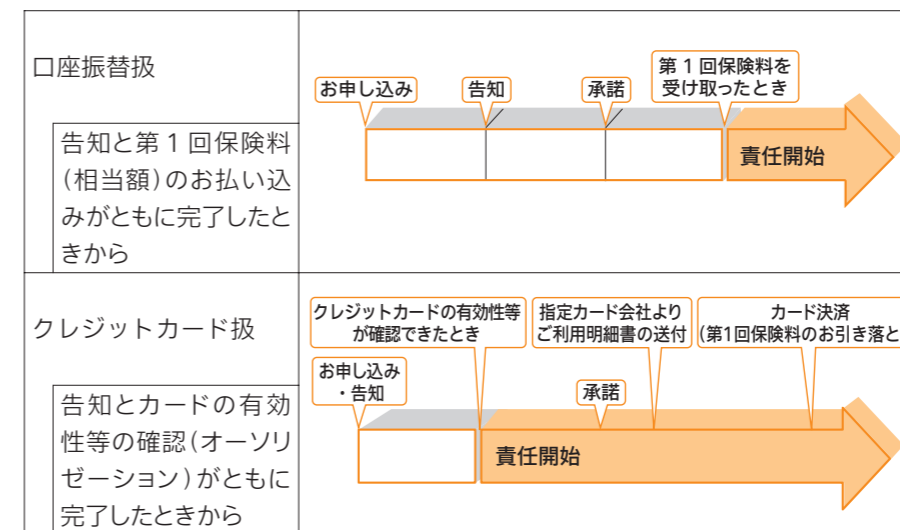 口座振替扱
告知と第1回保険料
(相当額)のお払い込
みがともに完了したと
きから
お申し込み
告知
承諾
第1回保険料を
受け取ったとき
責任開始
クレジットカード扱
告知とカードの有効
性等の確認(オーソリ
ゼーション)がともに
完了したときから
クレジットカードの有効性等
が確認できたとき
指定カード会社より
ご利用明細書の送付
カード決済
(第1回保険料のお引き落と
お申し込み
・告知
承諾
責任開始